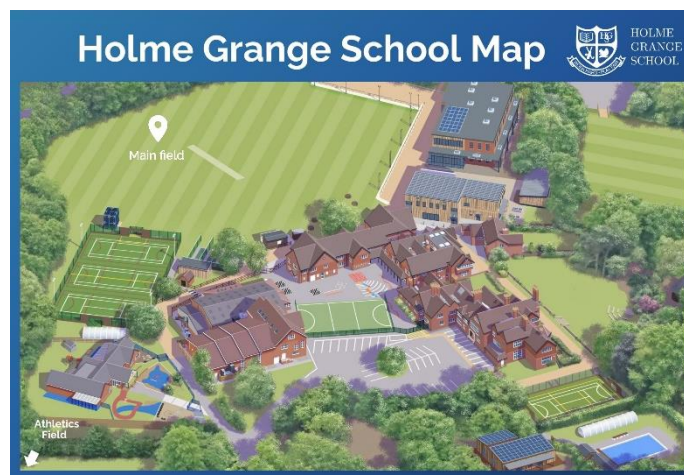 Holme Grange School Map
HOLME
GRANGE
SCHOOL
Main field
Athletics
Field